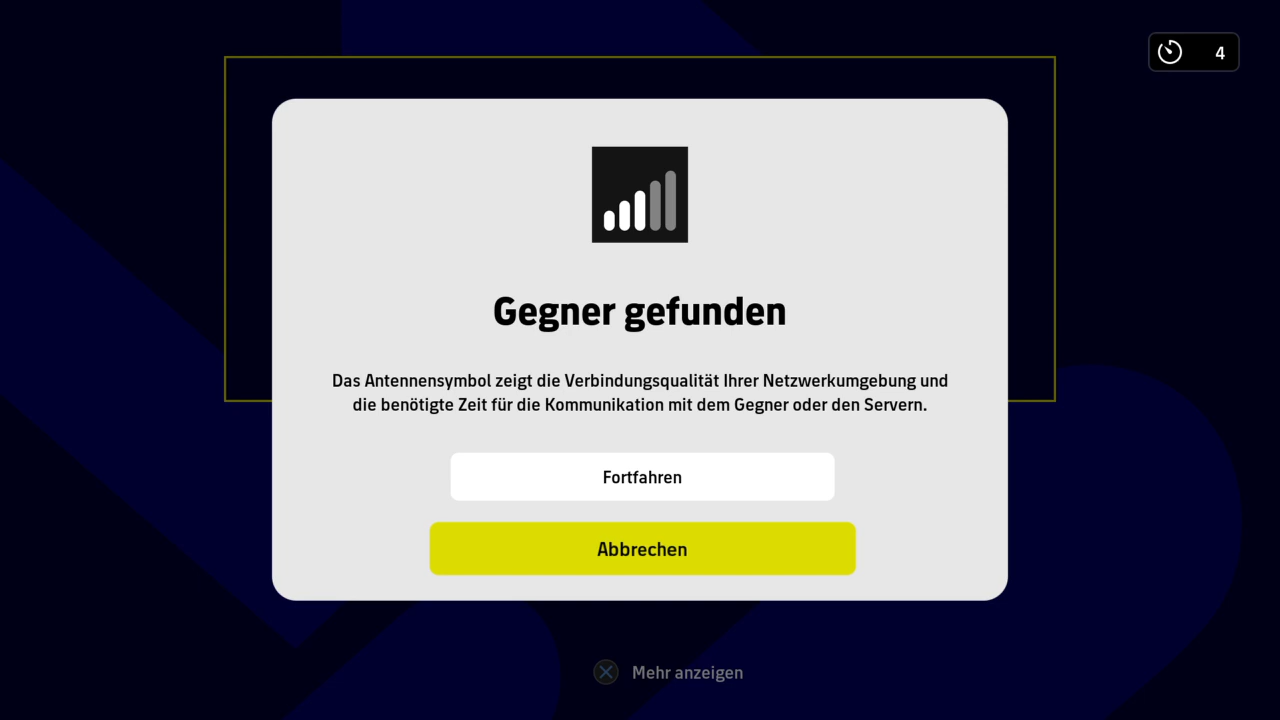 4
Gegner gefunden
Das Antennensymbol zeigt die Verbindungsqualität Ihrer Netzwerkumgebung und
die benötigte Zeit für die Kommunikation mit dem Gegner oder den Servern.
Fortfahren
Abbrechen
Mehr anzeigen